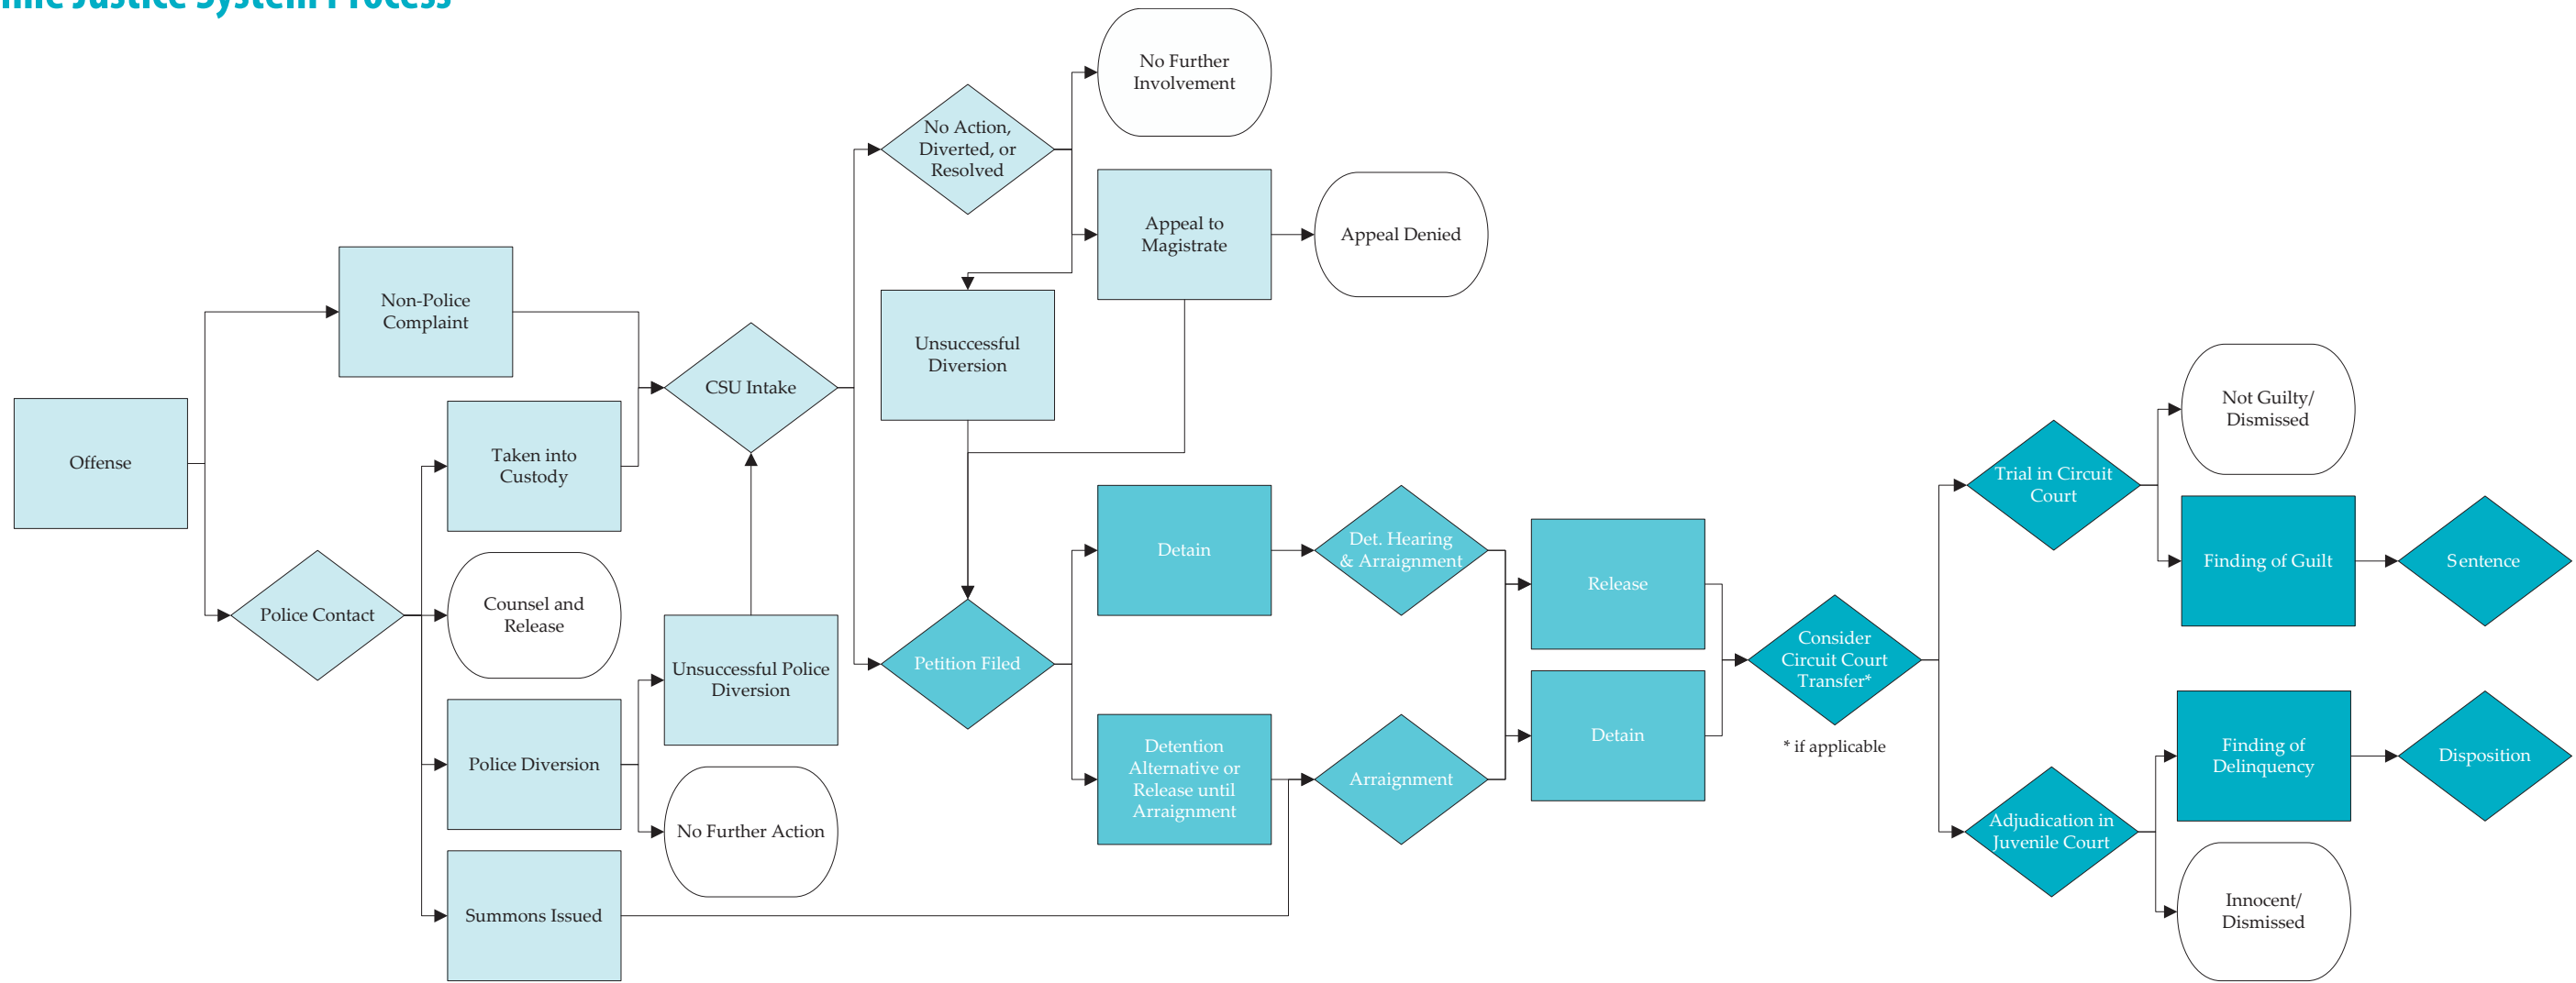 Justice System Process
No Further
Involvement
No Action,
Diverted, or
Resolved
Appeal to
Magistrate
Appeal Denied
Non-Police
Complaint
Unsuccessful
Diversion
CSU Intake
Offense
Taken into
Custody
Police Contact
Counsel and
Release
Unsuccessful Police
Diversion
Police Diversion
No Further Action
Summons Issued
Petition Filed
Detain
Det. Hearing
& Arraignment
Detention
Alternative or
Release until
Arraignment
Arraignment
Release
Detain
Consider
Circuit Court
Transfer*
* if applicable
Trial in Circuit
Court
Not Guilty/
Dismissed
Finding of Guilt
Sentence
Adjudication in
Juvenile Court
Finding of
Delinquency
Disposition
Innocent/
Dismissed